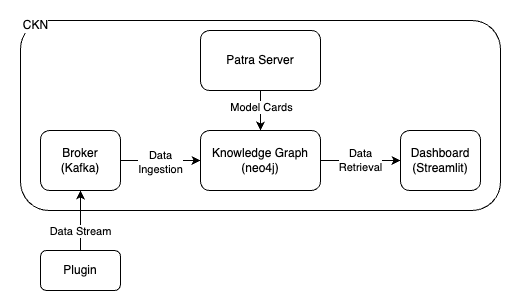 CKN
Patra Server
Model Cards
Broker
(Kafka)
Data
Ingestion
Knowledge Graph
(neo4j)
Data
Retrieval
Dashboard
(Streamlit)
Data Stream
Plugin